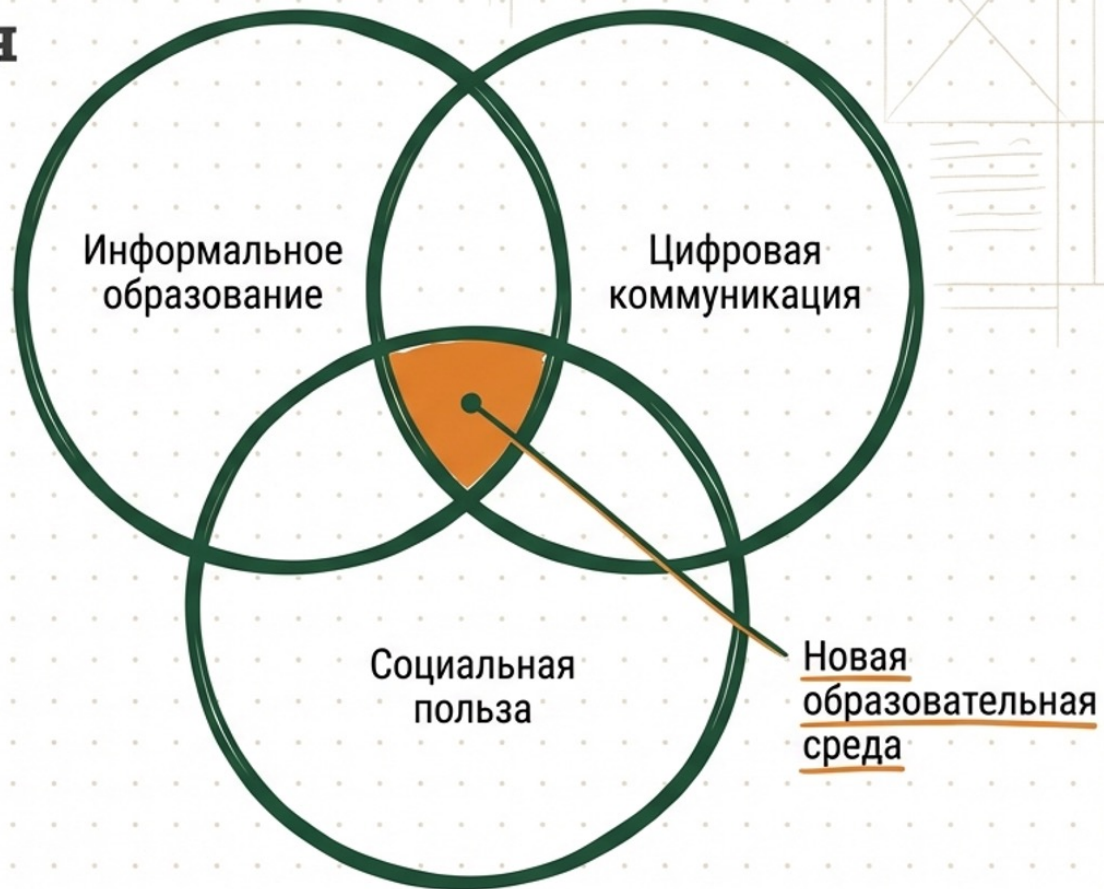 я
Информальное
образование
Цифровая
коммуникация
Социальная
польза
Новая
образовательная
среда